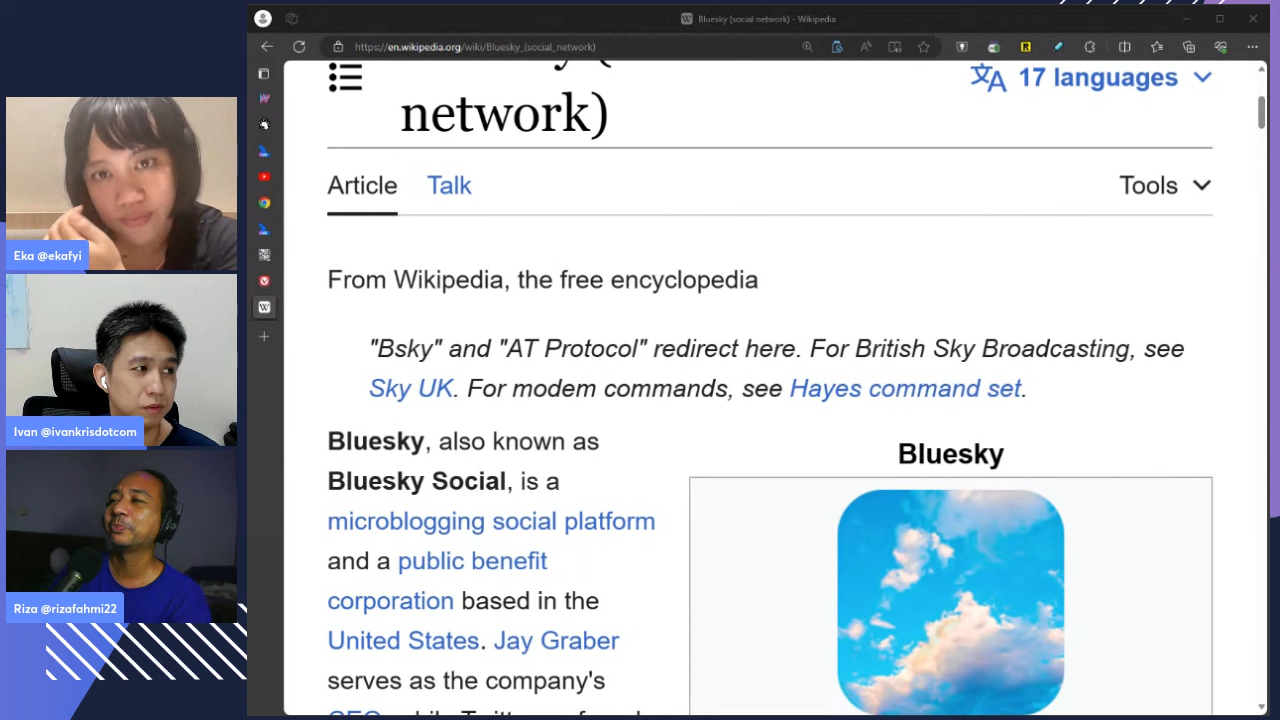 Bluesky (social network) - Wikipedia
https://en.wikipedia.org/wiki/Bluesky_(social_network)
network)
17 languages
Article Talk
Tools
From Wikipedia, the free encyclopedia
"Bsky" and "AT Protocol" redirect here. For British Sky Broadcasting, see
Sky UK. For modem commands, see Hayes command set.
Bluesky, also known as
Bluesky Social, is a
microblogging social platform
and a public benefit
corporation based in the
United States. Jay Graber
serves as the company's
Bluesky
Eka @ekafyi
Ivan @ivankrisdotcom
Riza @rizafahmi22